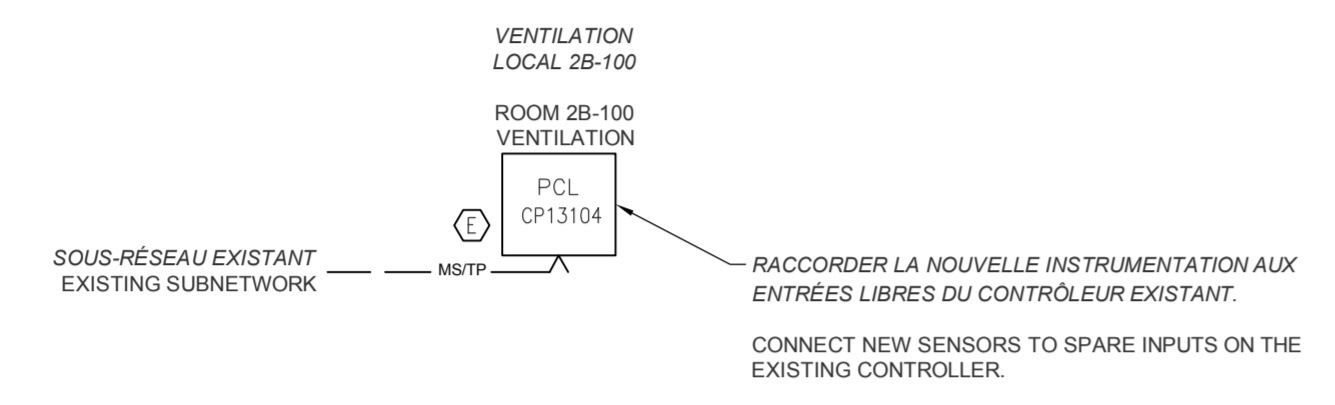 VENTILATION
LOCAL 2B-100
ROOM 2B-100
VENTILATION
PCL
CP13104
E
SOUS-RÉSEAU EXISTANT
EXISTING SUBNETWORK
MS/TP
RACCORDER LA NOUVELLE INSTRUMENTATION AUX
ENTRÉES LIBRES DU CONTRÔLEUR EXISTANT.
CONNECT NEW SENSORS TO SPARE INPUTS ON THE
EXISTING CONTROLLER.